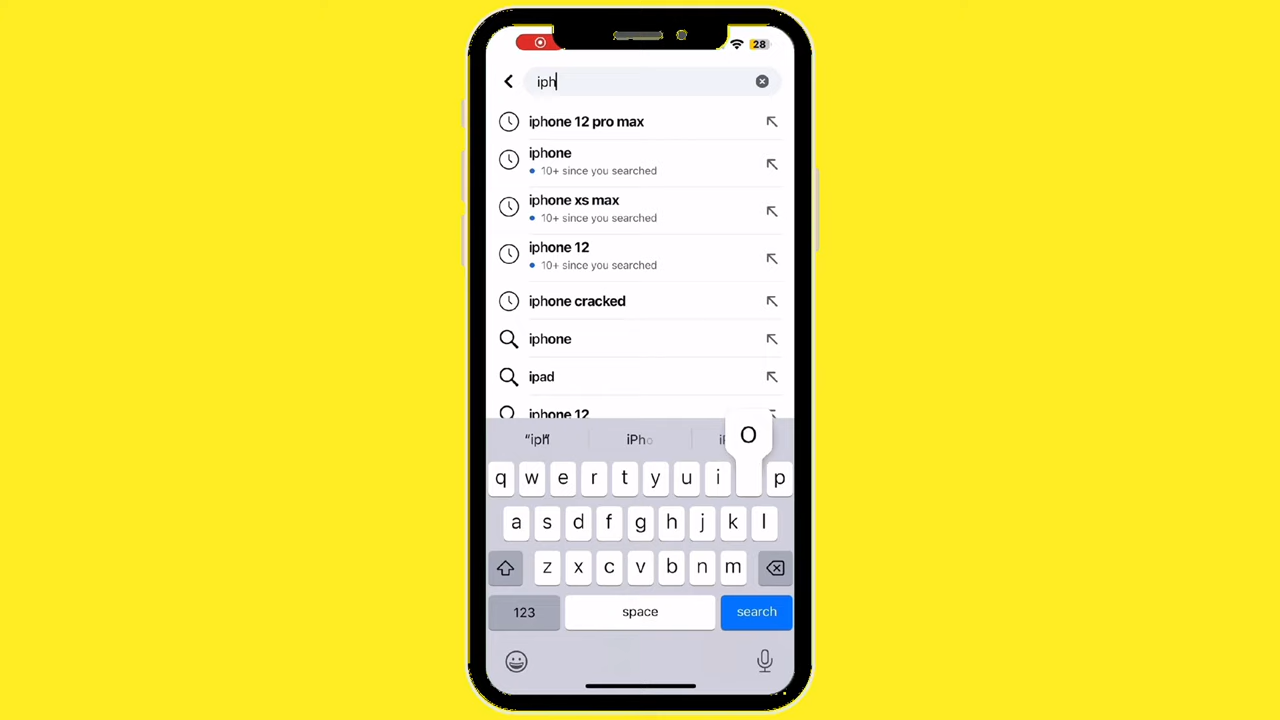 28
iph
iphone 12 pro max
iphone
10+ since you searched
iphone xs max
10+ since you searched
iphone 12
10+ since you searched
iphone cracked
iphone
ipad
iphone 12
"iph" iPho
O
q w e r t y u i p
a s d f g h j k l
z x c v b n m
123 space search